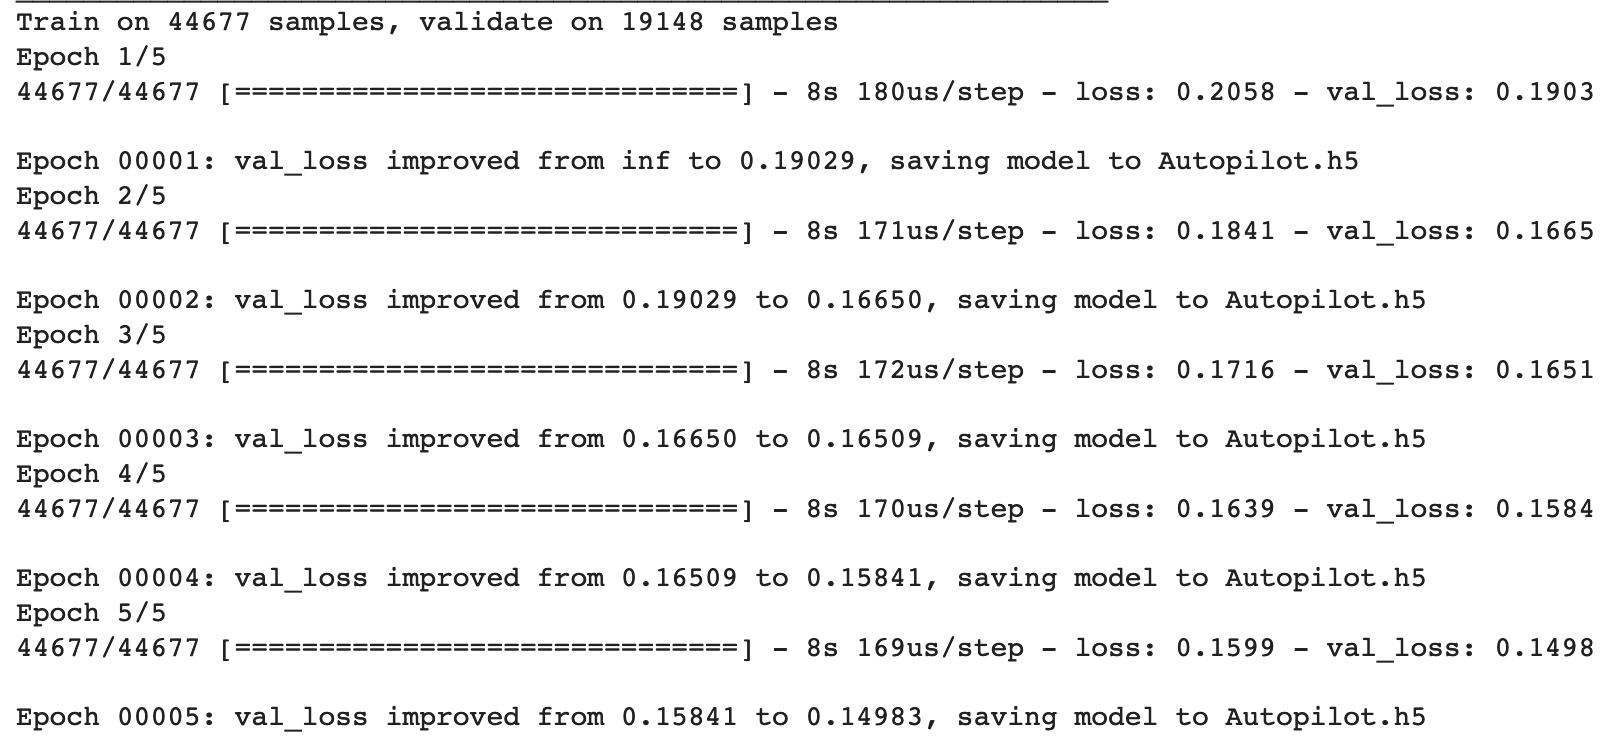 Train on 44677 samples, validate on 19148 samples
Epoch 1/5
44677/44677 [==============================] - 8s 180us/step - loss: 0.2058 - val_loss: 0.1903
Epoch 00001: val_loss improved from inf to 0.19029, saving model to Autopilot.h5
Epoch 2/5
44677/44677 [==============================] - 8s 171us/step - loss: 0.1841 - val_loss: 0.1665
Epoch 00002: val_loss improved from 0.19029 to 0.16650, saving model to Autopilot.h5
Epoch 3/5
44677/44677 [==============================] - 8s 172us/step - loss: 0.1716 - val_loss: 0.1651
Epoch 00003: val_loss improved from 0.16650 to 0.16509, saving model to Autopilot.h5
Epoch 4/5
44677/44677 [==============================] - 8s 170us/step - loss: 0.1639 - val_loss: 0.1584
Epoch 00004: val_loss improved from 0.16509 to 0.15841, saving model to Autopilot.h5
Epoch 5/5
44677/44677 [==============================] - 8s 169us/step - loss: 0.1599 - val_loss: 0.1498
Epoch 00005: val_loss improved from 0.15841 to 0.14983, saving model to Autopilot.h5